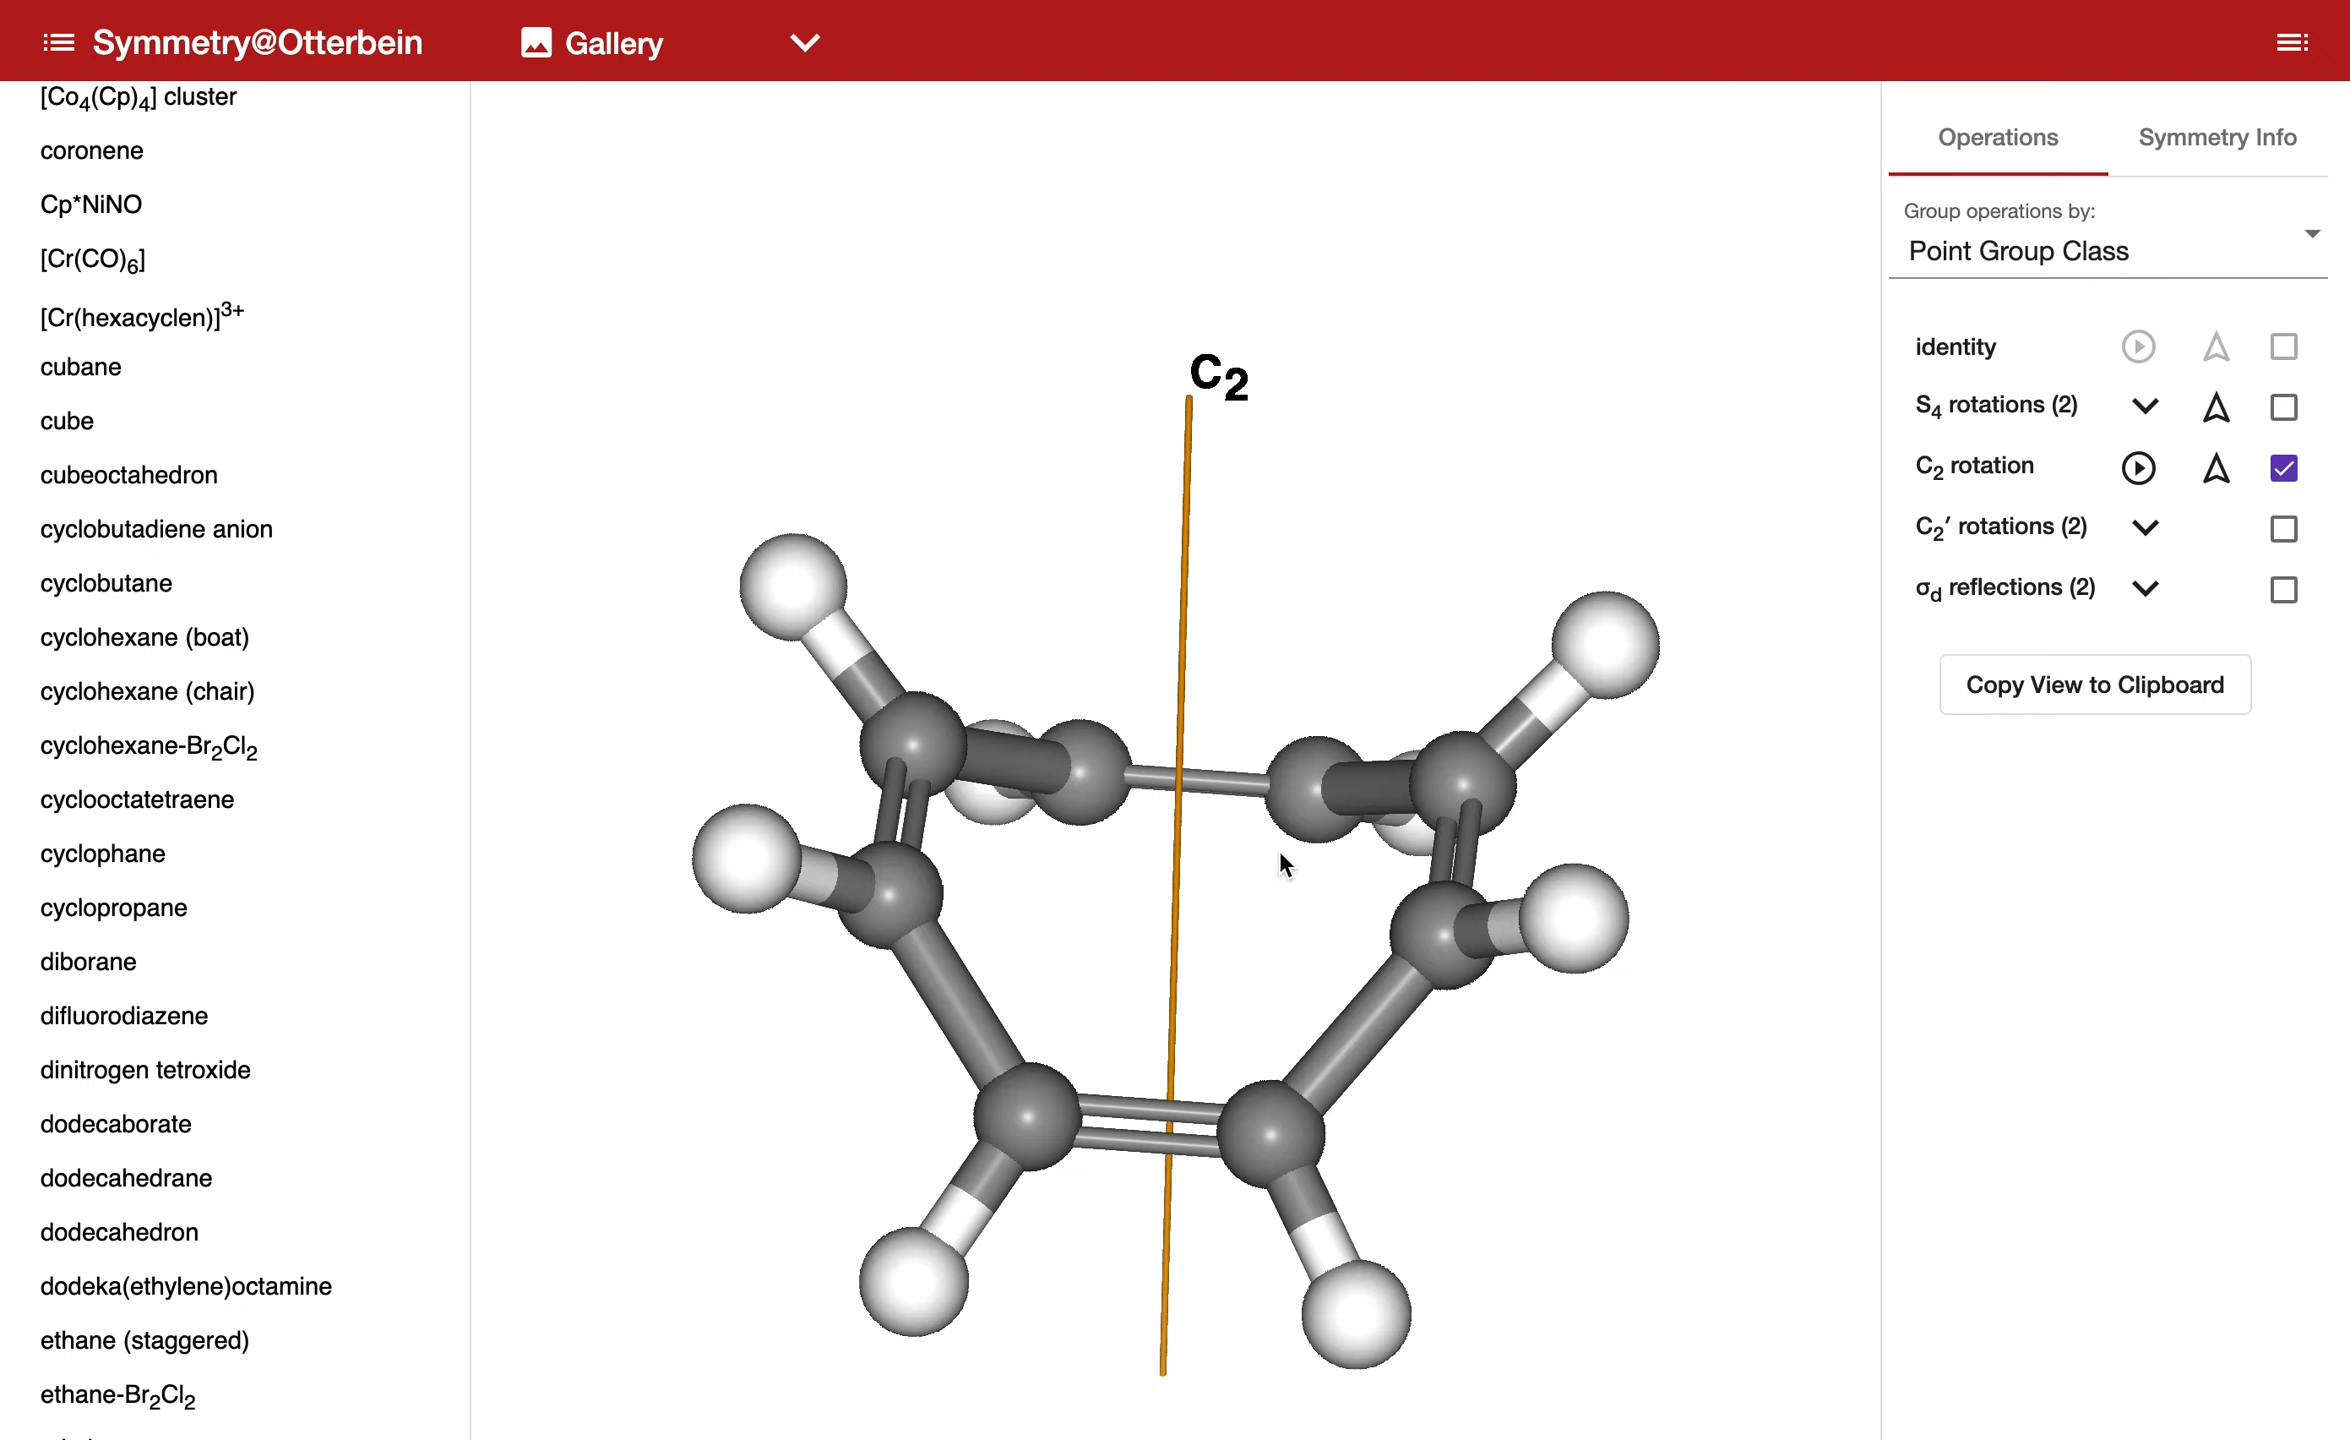 Symmetry@Otterbein
Gallery
[Co₄(Cp)₄] cluster
coronene
Cp*NiNO
[Cr(CO)₆]
[Cr(hexacyclen)]³⁺
cubane
cube
cubeoctahedron
cyclobutadiene anion
cyclobutane
cyclohexane (boat)
cyclohexane (chair)
cyclohexane-Br₂Cl₂
cyclooctatetraene
cyclophane
cyclopropane
diborane
difluorodiazene
dinitrogen tetroxide
dodecaborate
dodecahedrane
dodecahedron
dodeka(ethylene)octamine
ethane (staggered)
ethane-Br₂Cl₂
C₂
Operations
Symmetry Info
Group operations by:
Point Group Class
identity
S₄ rotations (2)
C₂ rotation
C₂′ rotations (2)
σd reflections (2)
Copy View to Clipboard